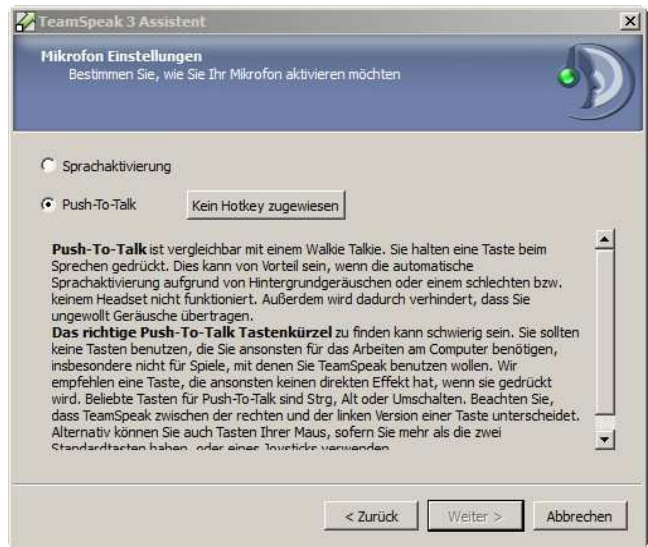 TeamSpeak 3 Assistent
Mikrofon Einstellungen
Bestimmen Sie, wie Sie Ihr Mikrofon aktivieren möchten
Sprachaktivierung
Push-To-Talk
Kein Hotkey zugewiesen
Push-To-Talk ist vergleichbar mit einem Walkie Talkie. Sie halten eine Taste beim
Sprechen gedrückt. Dies kann von Vorteil sein, wenn die automatische
Sprachaktivierung aufgrund von Hintergrundgeräuschen oder einem schlechten bzw.
keinem Headset nicht funktioniert. Außerdem wird dadurch verhindert, dass Sie
ungewollt Geräusche übertragen.
Das richtige Push-To-Talk Tastenkürzel zu finden kann schwierig sein. Sie sollten
keine Tasten benutzen, die Sie ansonsten für das Arbeiten am Computer benötigen,
insbesondere nicht für Spiele, mit denen Sie TeamSpeak benutzen wollen. Wir
empfehlen eine Taste, die ansonsten keinen direkten Effekt hat, wenn sie gedrückt
wird. Beliebte Tasten für Push-To-Talk sind Strg, Alt oder Umschalten. Beachten Sie,
dass TeamSpeak zwischen der rechten und der linken Version einer Taste unterscheidet.
Alternativ können Sie auch Tasten Ihrer Maus, sofern Sie mehr als die zwei
Standardtasten haben, oder eines Joysticks verwenden.
< Zurück
Weiter >
Abbrechen